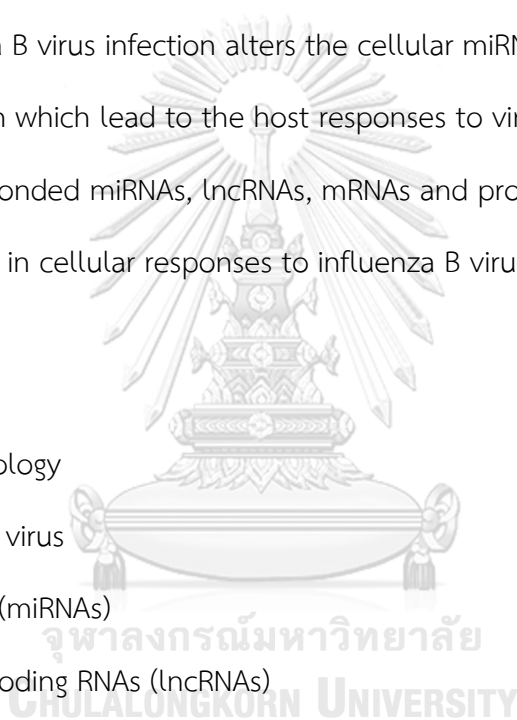 B virus infection alters the cellular miR
which lead to the host responses to vir
onded miRNAs, lncRNAs, mRNAs and pro
in cellular responses to influenza B viru
ology
virus
(miRNAs)
จุฬาลงกรณ์มหาวิทยาลัย
oding RNAs (lncRNAs)
CHULALONGKORN UNIVERSITY